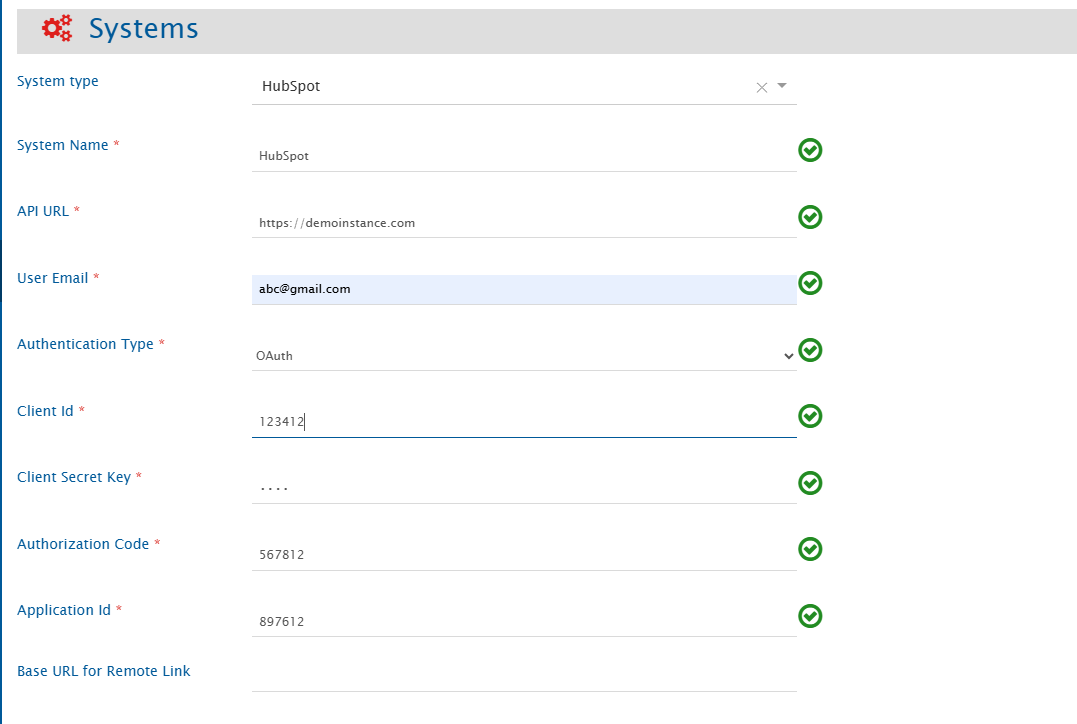 Systems
System type
HubSpot
System Name *
HubSpot
API URL *
https://demoinstance.com
User Email *
abc@gmail.com
Authentication Type *
OAuth
Client Id *
123412
Client Secret Key *
....
Authorization Code *
567812
Application Id *
897612
Base URL for Remote Link